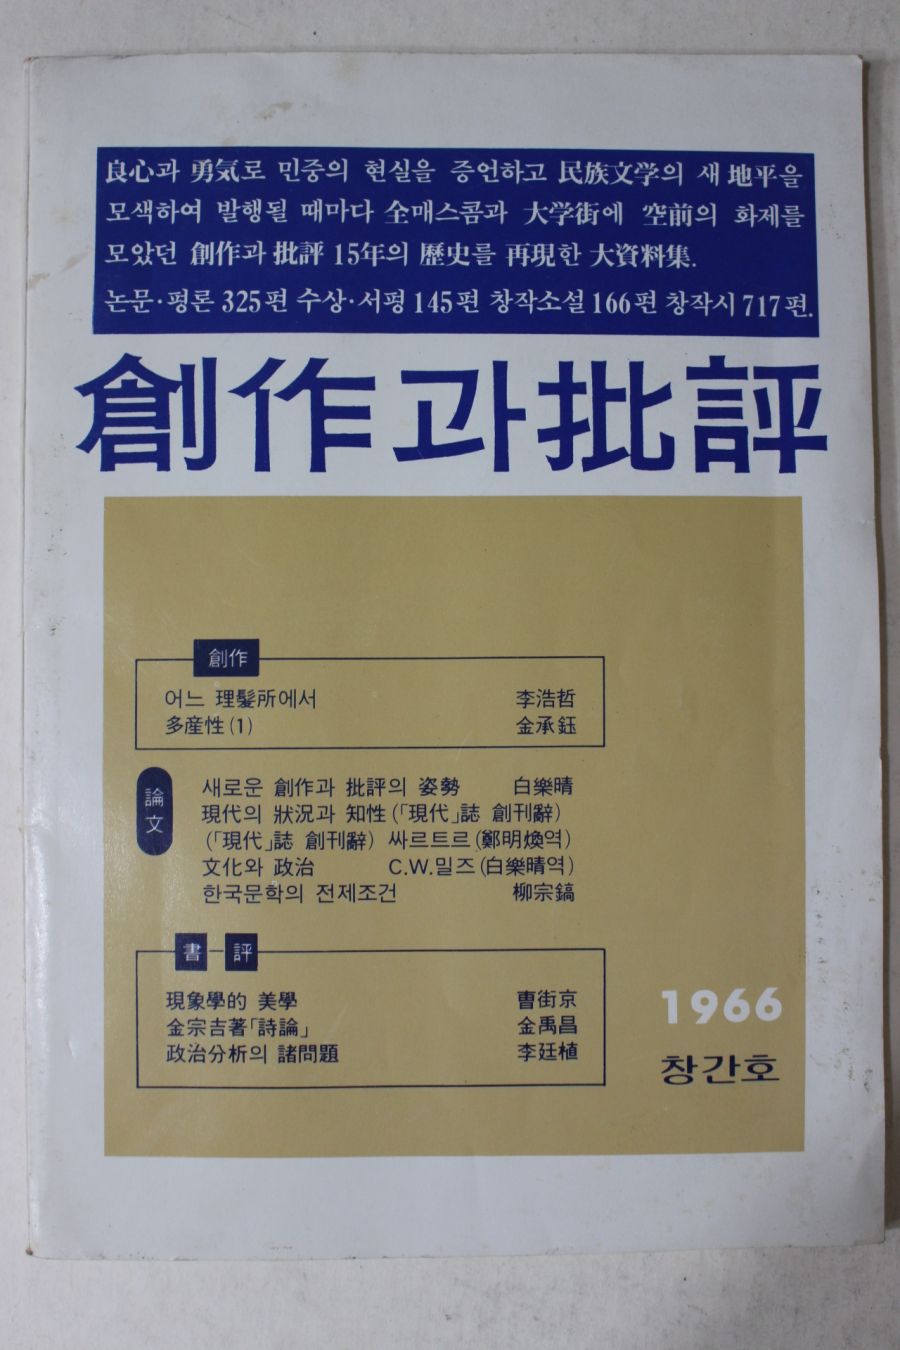 良心과 勇気로 민중의 현실을 증언하고 民族文学의 새 地平을
모색하여 발행될 때마다 全매스콤과 大学街에 空前의 화제를
모았던 創作과 批評 15年의 歷史를 再現한 大資料集.
논문·평론 325편 수상·서평 145편 창작소설 166편 창작시 717편.
創作과批評
創作
어느 理髮所에서 李浩哲
多産性(1) 金承鈺
論文
새로운 創作과 批評의 姿勢 白樂晴
現代의 狀況과 知性(「現代」誌 創刊辭)
(「現代」誌 創刊辭) 싸르트르(鄭明煥역)
文化와 政治 C.W.밀즈(白樂晴역)
한국문학의 전제조건 柳宗鎬
書評
現象學的 美學 曺街京
金宗吉著「詩論」 金禹昌
政治分析의 諸問題 李廷植
1966
창간호